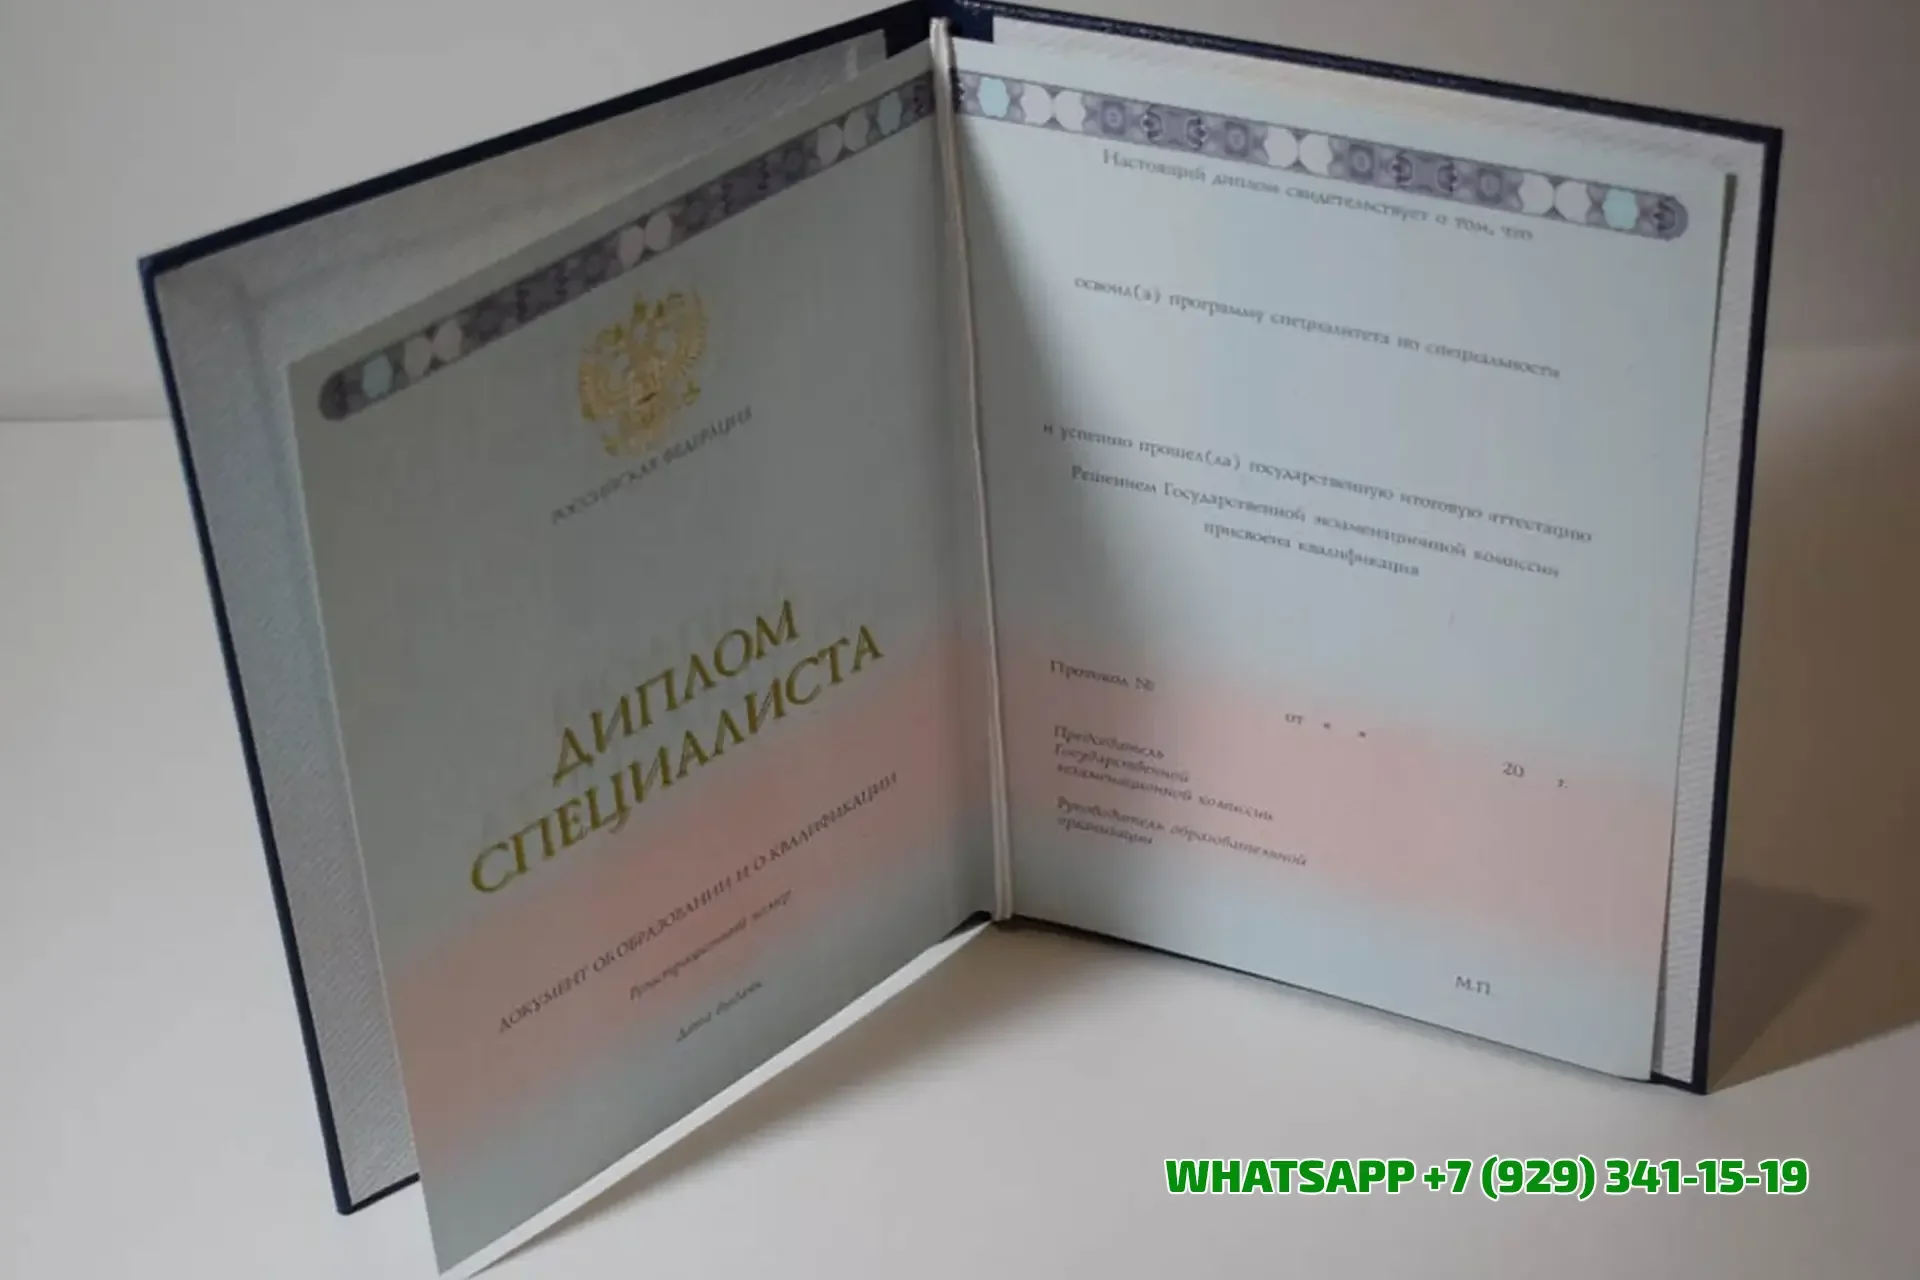 РОССИЙСКАЯ ФЕДЕРАЦИЯ
ДИПЛОМ
СПЕЦИАЛИСТА
ДОКУМЕНТ ОБ ОБРАЗОВАНИИ И О КВАЛИФИКАЦИИ
Регистрационный номер
Дата выдачи
Настоящий диплом свидетельствует о том, что
освоил(а) программу специалитета по специальности
и успешно прошел(ла) государственную итоговую аттестацию
Решением Государственной экзаменационной комиссии
присвоена квалификация
Протокол №
от « » 20 г.
Председатель
Государственной
экзаменационной комиссии
Руководитель образовательной
организации
М.П.
WHATSAPP +7 (929) 341-15-19